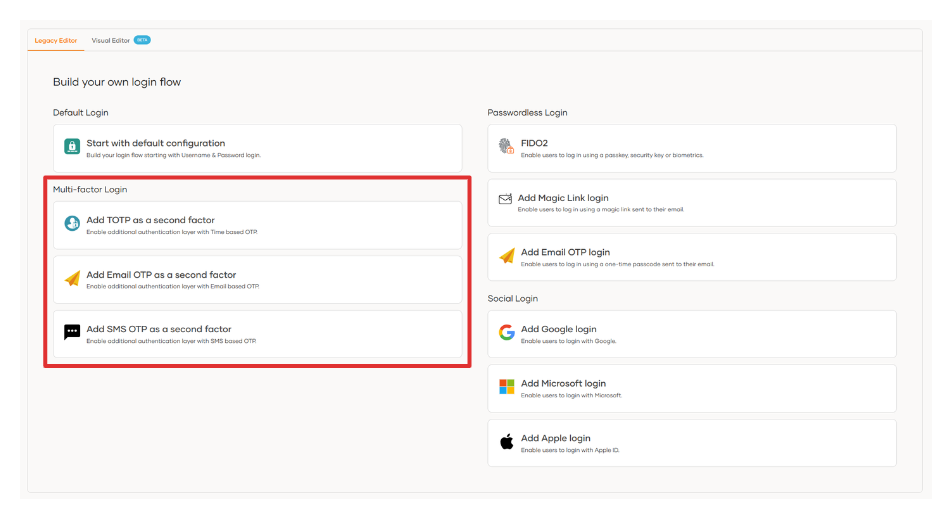 Legacy Editor
Visual Editor BETA
Build your own login flow
Default Login
Start with default configuration
Build your login flow starting with Username & Password login.
Multi-factor Login
Add TOTP as a second factor
Enable additional authentication layer with Time based OTP.
Add Email OTP as a second factor
Enable additional authentication layer with Email based OTP.
Add SMS OTP as a second factor
Enable additional authentication layer with SMS based OTP.
Passwordless Login
FIDO2
Enable users to log in using a passkey, security key or biometrics.
Add Magic Link login
Enable users to log in using a magic link sent to their email.
Add Email OTP login
Enable users to log in using a one-time passcode sent to their email.
Social Login
Add Google login
Enable users to login with Google.
Add Microsoft login
Enable users to login with Microsoft.
Add Apple login
Enable users to login with Apple ID.